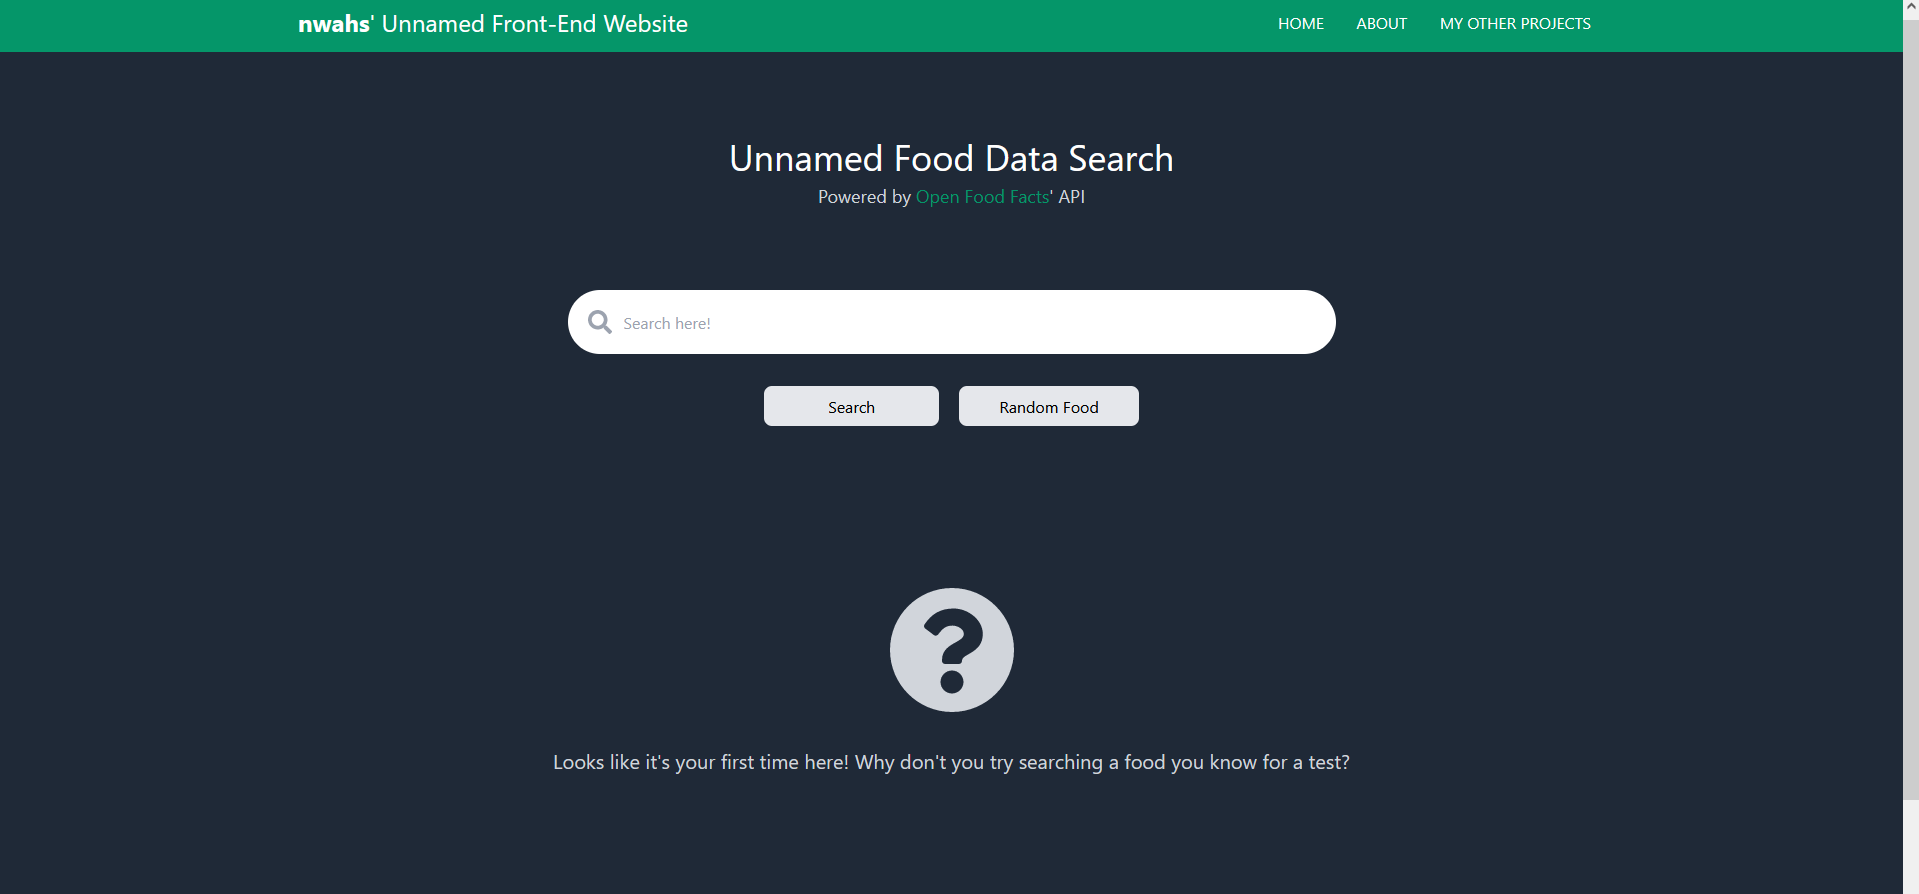 nwahs' Unnamed Front-End Website
HOME ABOUT MY OTHER PROJECTS
Unnamed Food Data Search
Powered by Open Food Facts' API
Search here!
Search Random Food
?
Looks like it's your first time here! Why don't you try searching a food you know for a test?